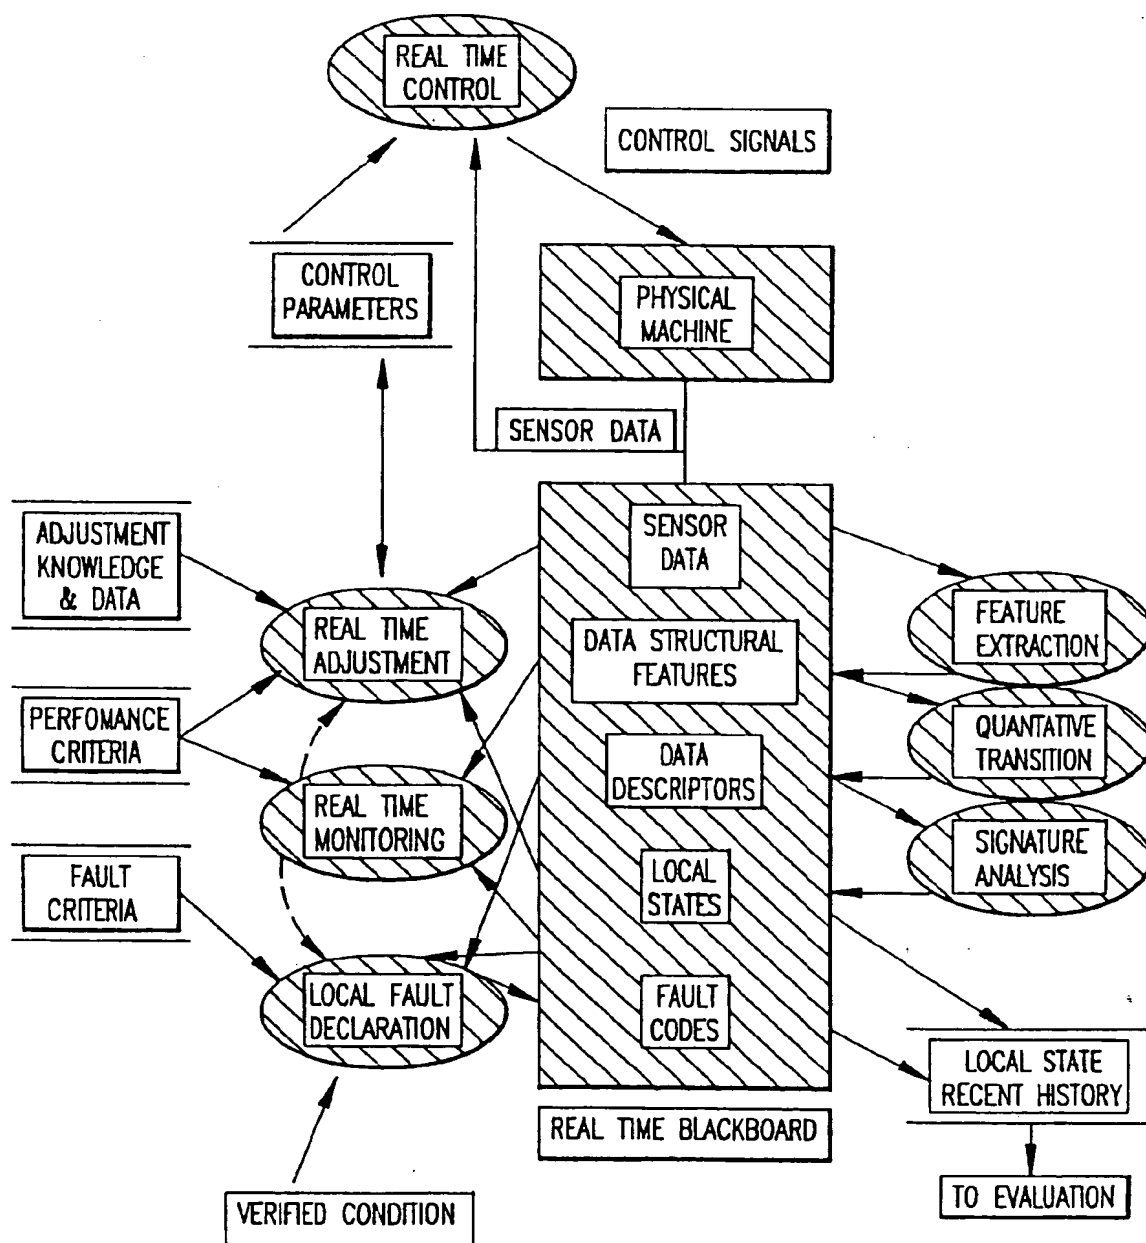 REAL TIME
CONTROL
CONTROL SIGNALS
CONTROL
PARAMETERS
PHYSICAL
MACHINE
SENSOR DATA
ADJUSTMENT
KNOWLEDGE
& DATA
SENSOR
DATA
REAL TIME
ADJUSTMENT
DATA STRUCTURAL
FEATURES
FEATURE
EXTRACTION
PERFOMANCE
CRITERIA
QUANTATIVE
TRANSITION
DATA
DESCRIPTORS
REAL TIME
MONITORING
SIGNATURE
ANALYSIS
FAULT
CRITERIA
LOCAL
STATES
LOCAL FAULT
DECLARATION
FAULT
CODES
LOCAL STATE
RECENT HISTORY
REAL TIME BLACKBOARD
TO EVALUATION
VERIFIED CONDITION